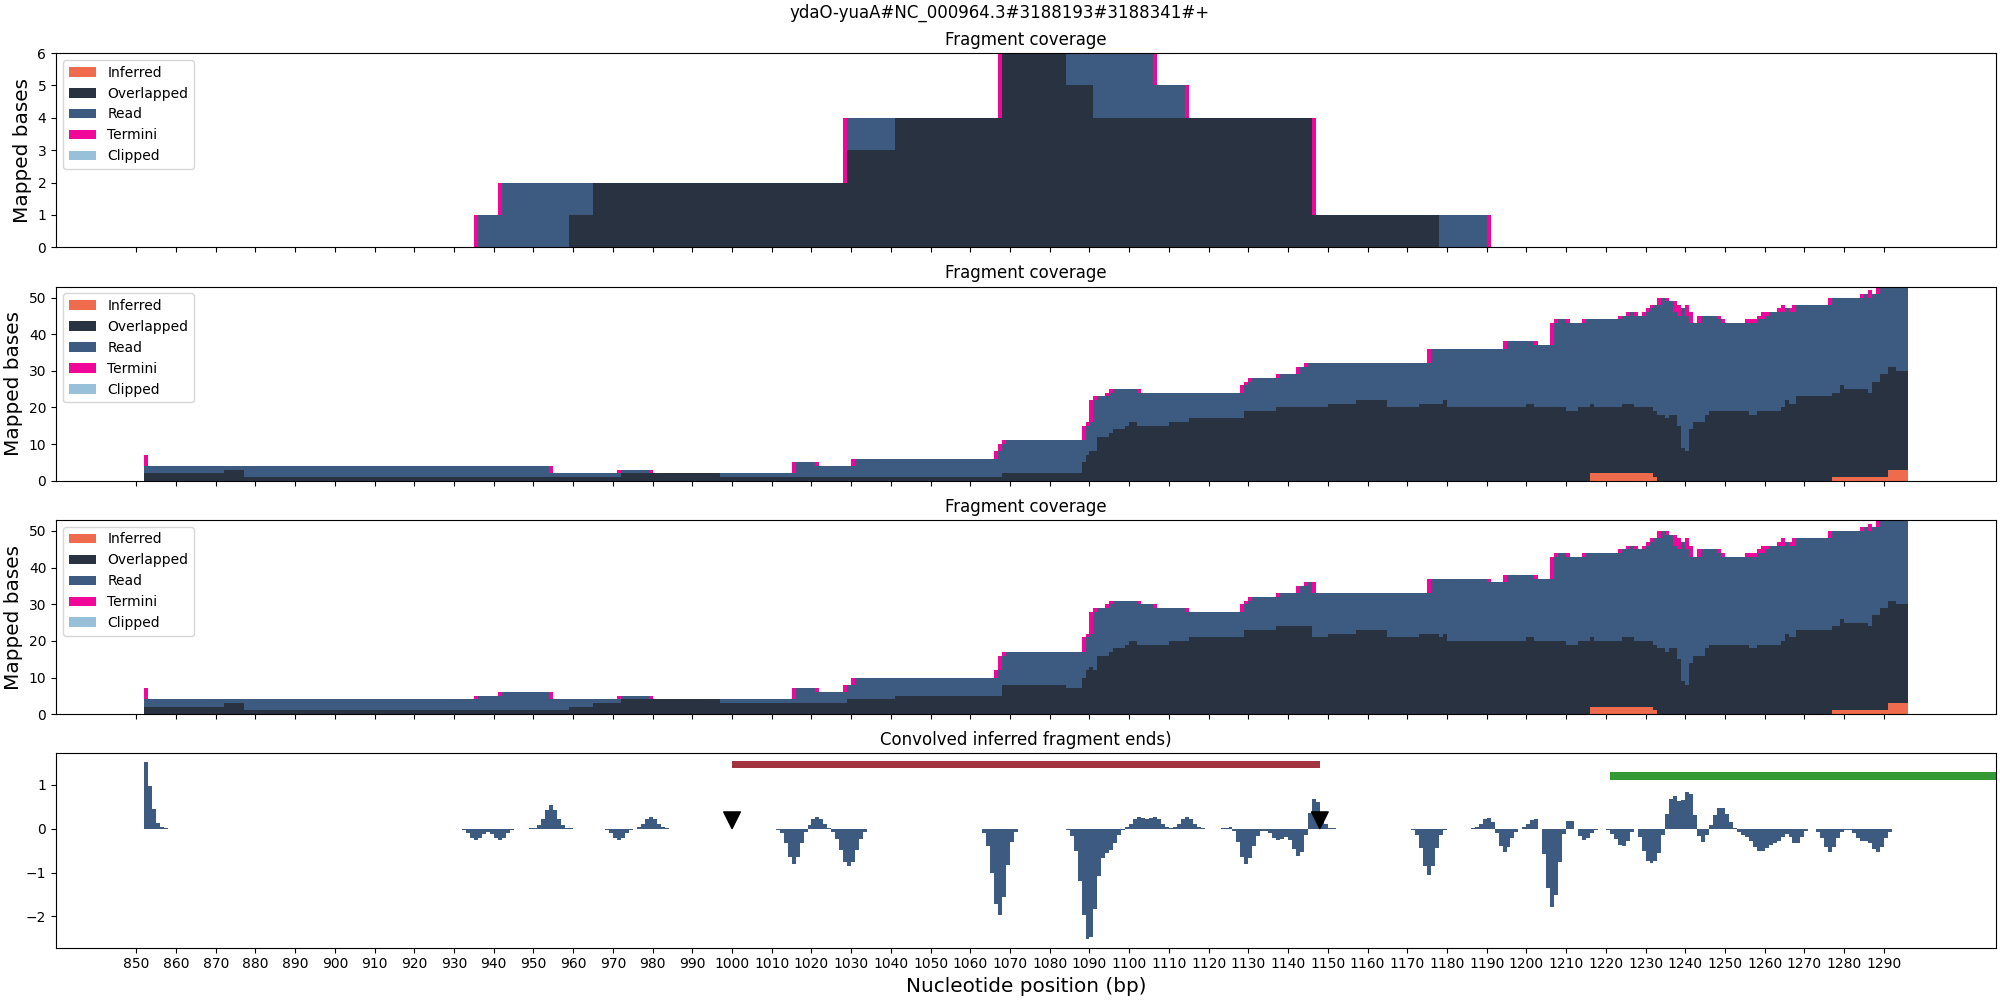 ydaO-yuaA#NC_000964.3#3188193#3188341#+
Fragment coverage
Mapped bases
6
5
4
3
2
1
0
Inferred
Overlapped
Read
Termini
Clipped
Fragment coverage
Mapped bases
50
40
30
20
10
0
Inferred
Overlapped
Read
Termini
Clipped
Fragment coverage
Mapped bases
50
40
30
20
10
0
Inferred
Overlapped
Read
Termini
Clipped
Convolved inferred fragment ends)
1
0
−1
−2
850 860 870 880 890 900 910 920 930 940 950 960 970 980 990 1000 1010 1020 1030 1040 1050 1060 1070 1080 1090 1100 1110 1120 1130 1140 1150 1160 1170 1180 1190 1200 1210 1220 1230 1240 1250 1260 1270 1280 1290
Nucleotide position (bp)